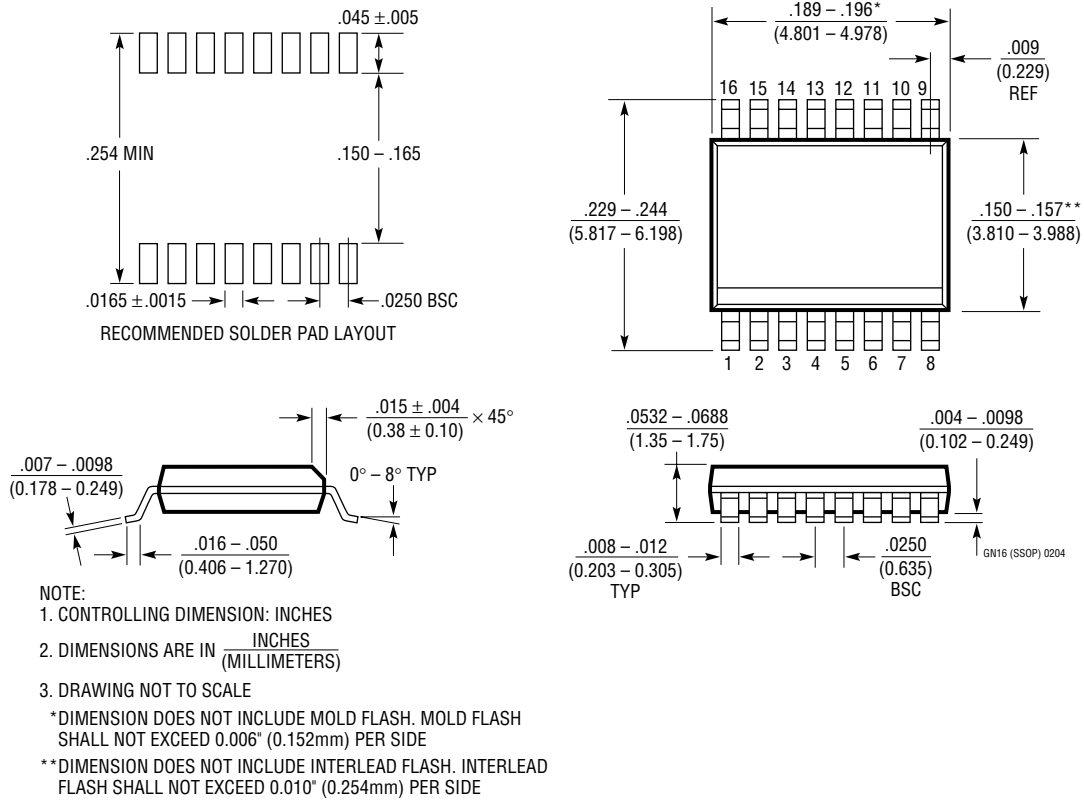 .045 ±.005
.254 MIN
.150 – .165
.0165 ±.0015
.0250 BSC
RECOMMENDED SOLDER PAD LAYOUT
.189 – .196*
(4.801 – 4.978)
.009
(0.229)
REF
16 15 14 13 12 11 10 9
.229 – .244
(5.817 – 6.198)
.150 – .157**
(3.810 – 3.988)
1 2 3 4 5 6 7 8
.015 ± .004
(0.38 ± 0.10)
× 45°
.007 – .0098
(0.178 – 0.249)
0° – 8° TYP
.016 – .050
(0.406 – 1.270)
.0532 – .0688
(1.35 – 1.75)
.004 – .0098
(0.102 – 0.249)
.008 – .012
(0.203 – 0.305)
TYP
.0250
(0.635)
BSC
GN16 (SSOP) 0204
NOTE:
1. CONTROLLING DIMENSION: INCHES
2. DIMENSIONS ARE IN INCHES
(MILLIMETERS)
3. DRAWING NOT TO SCALE
*DIMENSION DOES NOT INCLUDE MOLD FLASH. MOLD FLASH
SHALL NOT EXCEED 0.006" (0.152mm) PER SIDE
**DIMENSION DOES NOT INCLUDE INTERLEAD FLASH. INTERLEAD
FLASH SHALL NOT EXCEED 0.010" (0.254mm) PER SIDE